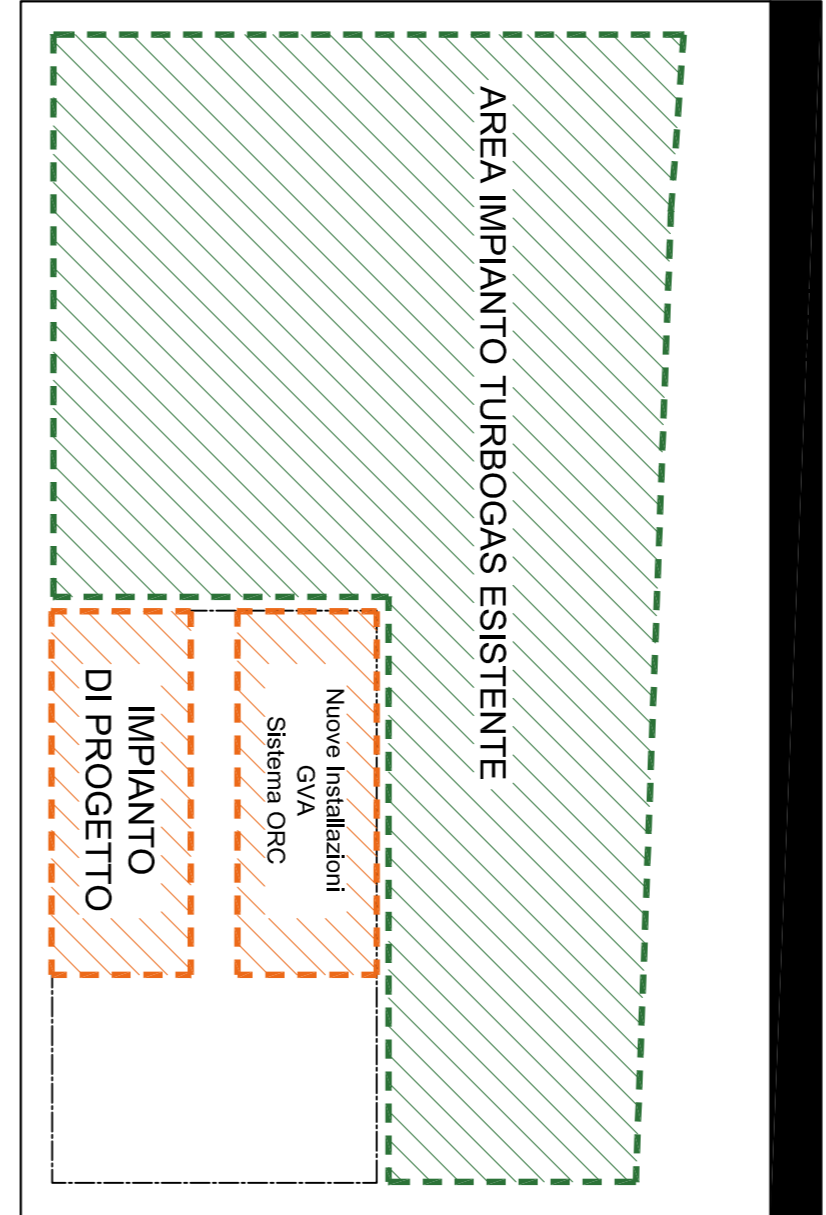 AREA IMPIANTO TURBOGAS ESISTENTE
Nuove Installazioni
GVA
Sistema ORC
IMPIANTO
DI PROGETTO